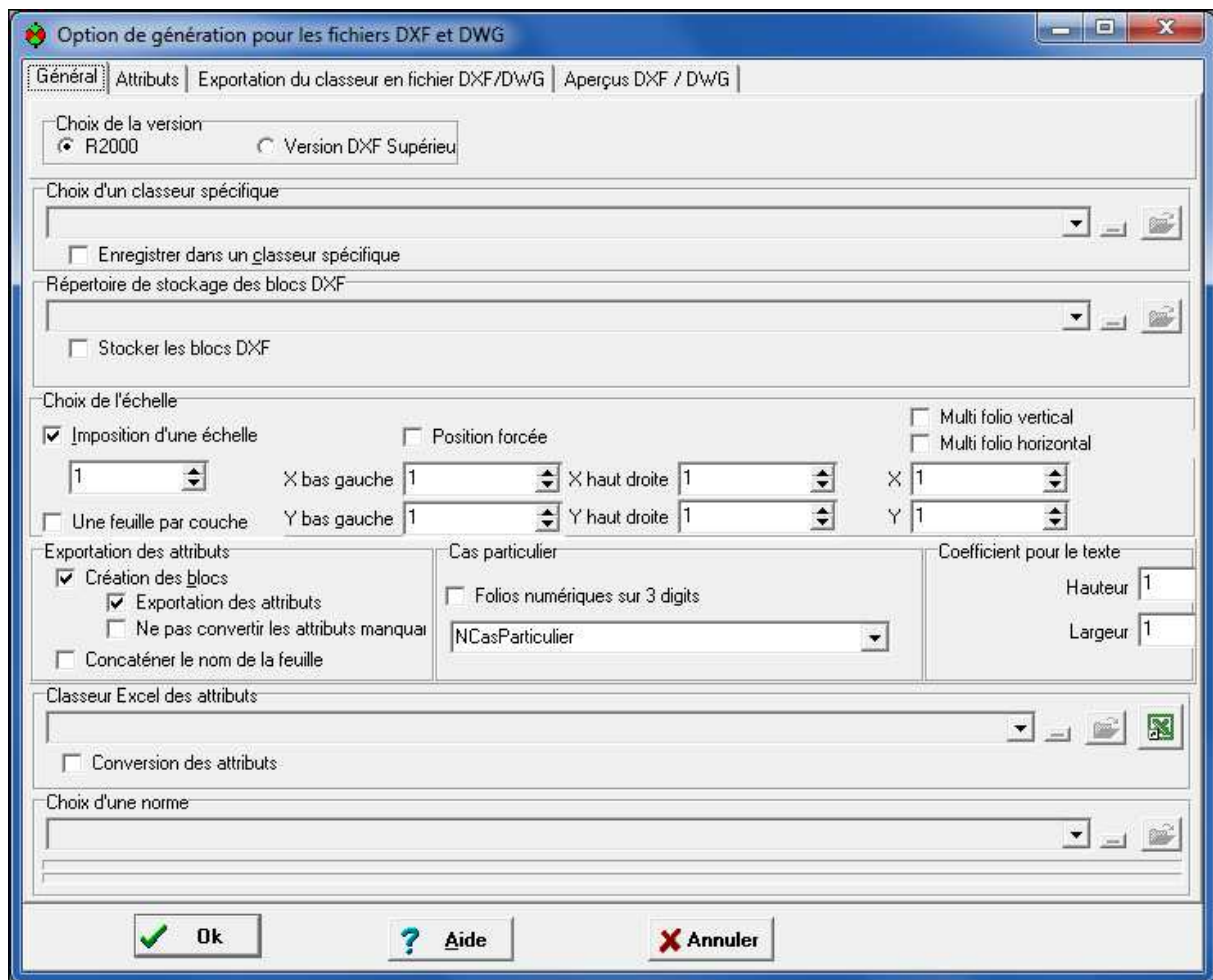 Option de génération pour les fichiers DXF et DWG
Général Attributs Exportation du classeur en fichier DXF/DWG Aperçus DXF / DWG
Choix de la version
R2000 Version DXF Supérieu
Choix d'un classeur spécifique
Enregistrer dans un classeur spécifique
Répertoire de stockage des blocs DXF
Stocker les blocs DXF
Choix de l'échelle
Multi folio vertical
Imposition d'une échelle Position forcée
Multi folio horizontal
1 X bas gauche 1 X haut droite 1 X 1
Une feuille par couche Y bas gauche 1 Y haut droite 1 Y 1
Exportation des attributs Cas particulier Coefficient pour le texte
Création des blocs
Hauteur 1
Exportation des attributs Folios numériques sur 3 digits
Ne pas convertir les attributs manquai NCasParticulier Largeur 1
Concaténer le nom de la feuille
Classeur Excel des attributs
Conversion des attributs
Choix d'une norme
Ok ? Aide Annuler